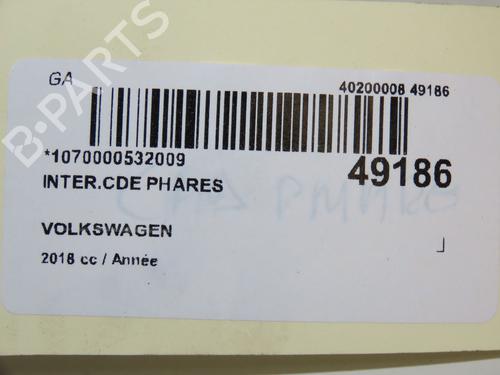 GA
40200008 49186
*1070000532009
49186
INTER.CDE PHARES
VOLKSWAGEN
2018 cc / Année
B-PARTS